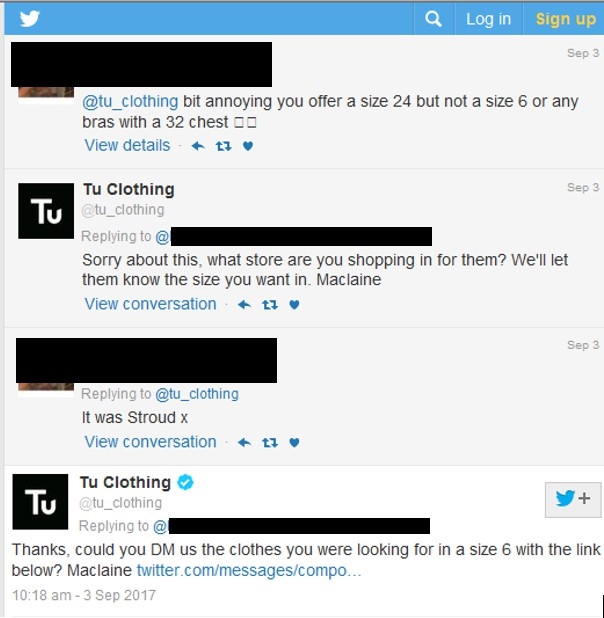 Log in
Sign up
Sep 3
@tu_clothing bit annoying you offer a size 24 but not a size 6 or any
bras with a 32 chest □□
View details ·
Tu
Tu Clothing
Sep 3
@tu_clothing
Replying to @
Sorry about this, what store are you shopping in for them? We'll let
them know the size you want in. Maclaine
View conversation ·
Sep 3
Replying to @tu_clothing
It was Stroud x
View conversation ·
Tu
Tu Clothing
@tu_clothing
+
Replying to @
Thanks, could you DM us the clothes you were looking for in a size 6 with the link
below? Maclaine twitter.com/messages/compo…
10:18 am - 3 Sep 2017